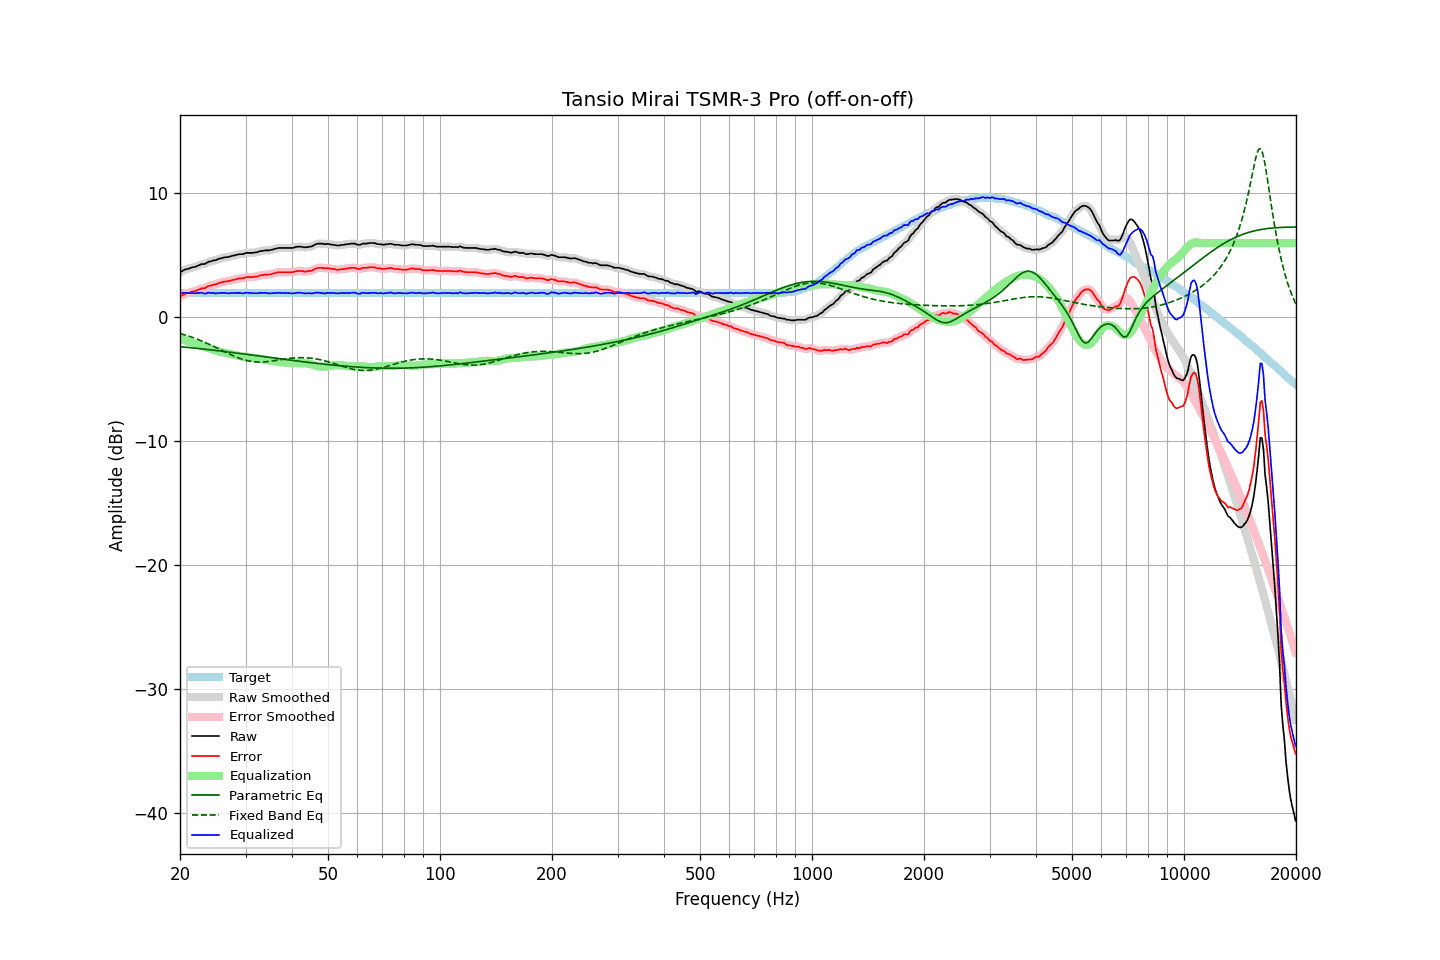 Tansio Mirai TSMR-3 Pro (off-on-off)
Amplitude (dBr)
10
0
−10
−20
−30
−40
Target
Raw Smoothed
Error Smoothed
Raw
Error
Equalization
Parametric Eq
Fixed Band Eq
Equalized
20 50 100 200 500 1000 2000 5000 10000 20000
Frequency (Hz)